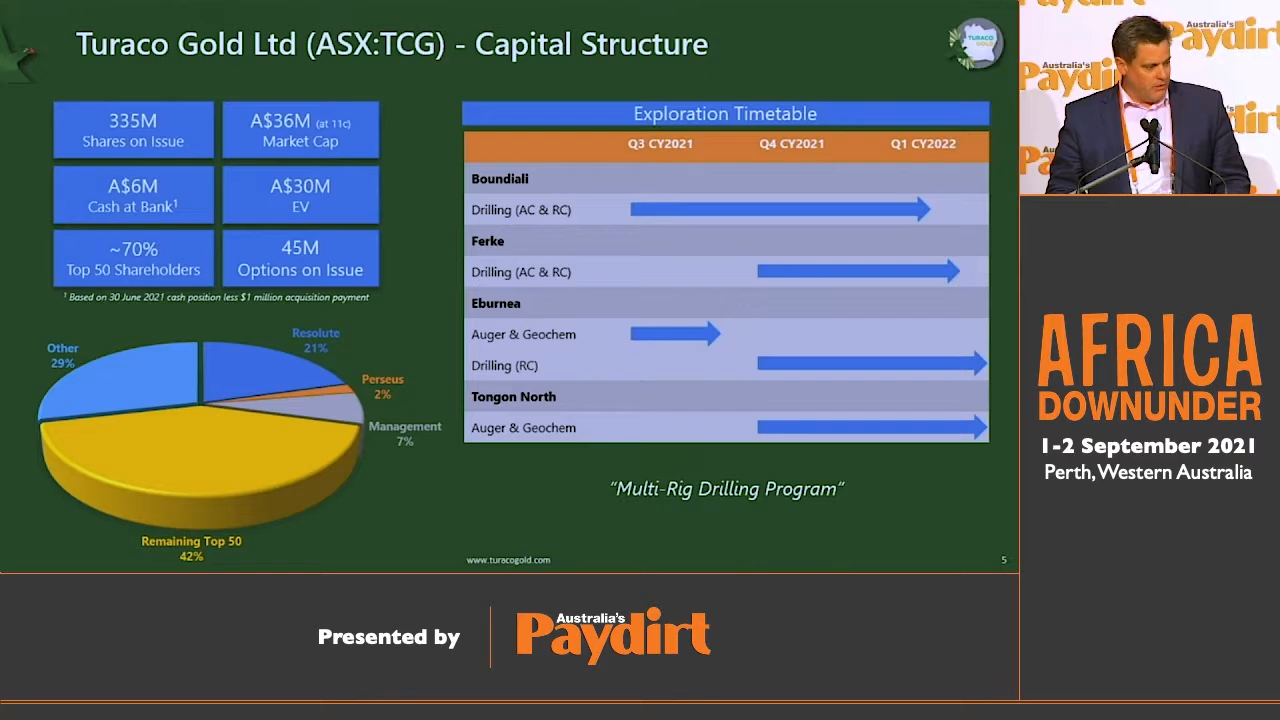 Turaco Gold Ltd (ASX:TCG) - Capital Structure
TURACO
GOLD
335M
Shares on Issue
A$36M (at 11c)
Market Cap
A$6M
Cash at Bank¹
A$30M
EV
~70%
Top 50 Shareholders
45M
Options on Issue
¹ Based on 30 June 2021 cash position less $1 million acquisition payment
Other
29%
Resolute
21%
Perseus
2%
Management
7%
Remaining Top 50
42%
Exploration Timetable
Q3 CY2021 Q4 CY2021 Q1 CY2022
Boundiali
Drilling (AC & RC)
Ferke
Drilling (AC & RC)
Eburnea
Auger & Geochem
Drilling (RC)
Tongon North
Auger & Geochem
“Multi-Rig Drilling Program”
www.turacogold.com
5
Australia's
Paydirt
Australia's
Paydirt
AFRICA
DOWNUNDER
1-2 September 2021
Perth, Western Australia
Presented by
Australia's
Paydirt